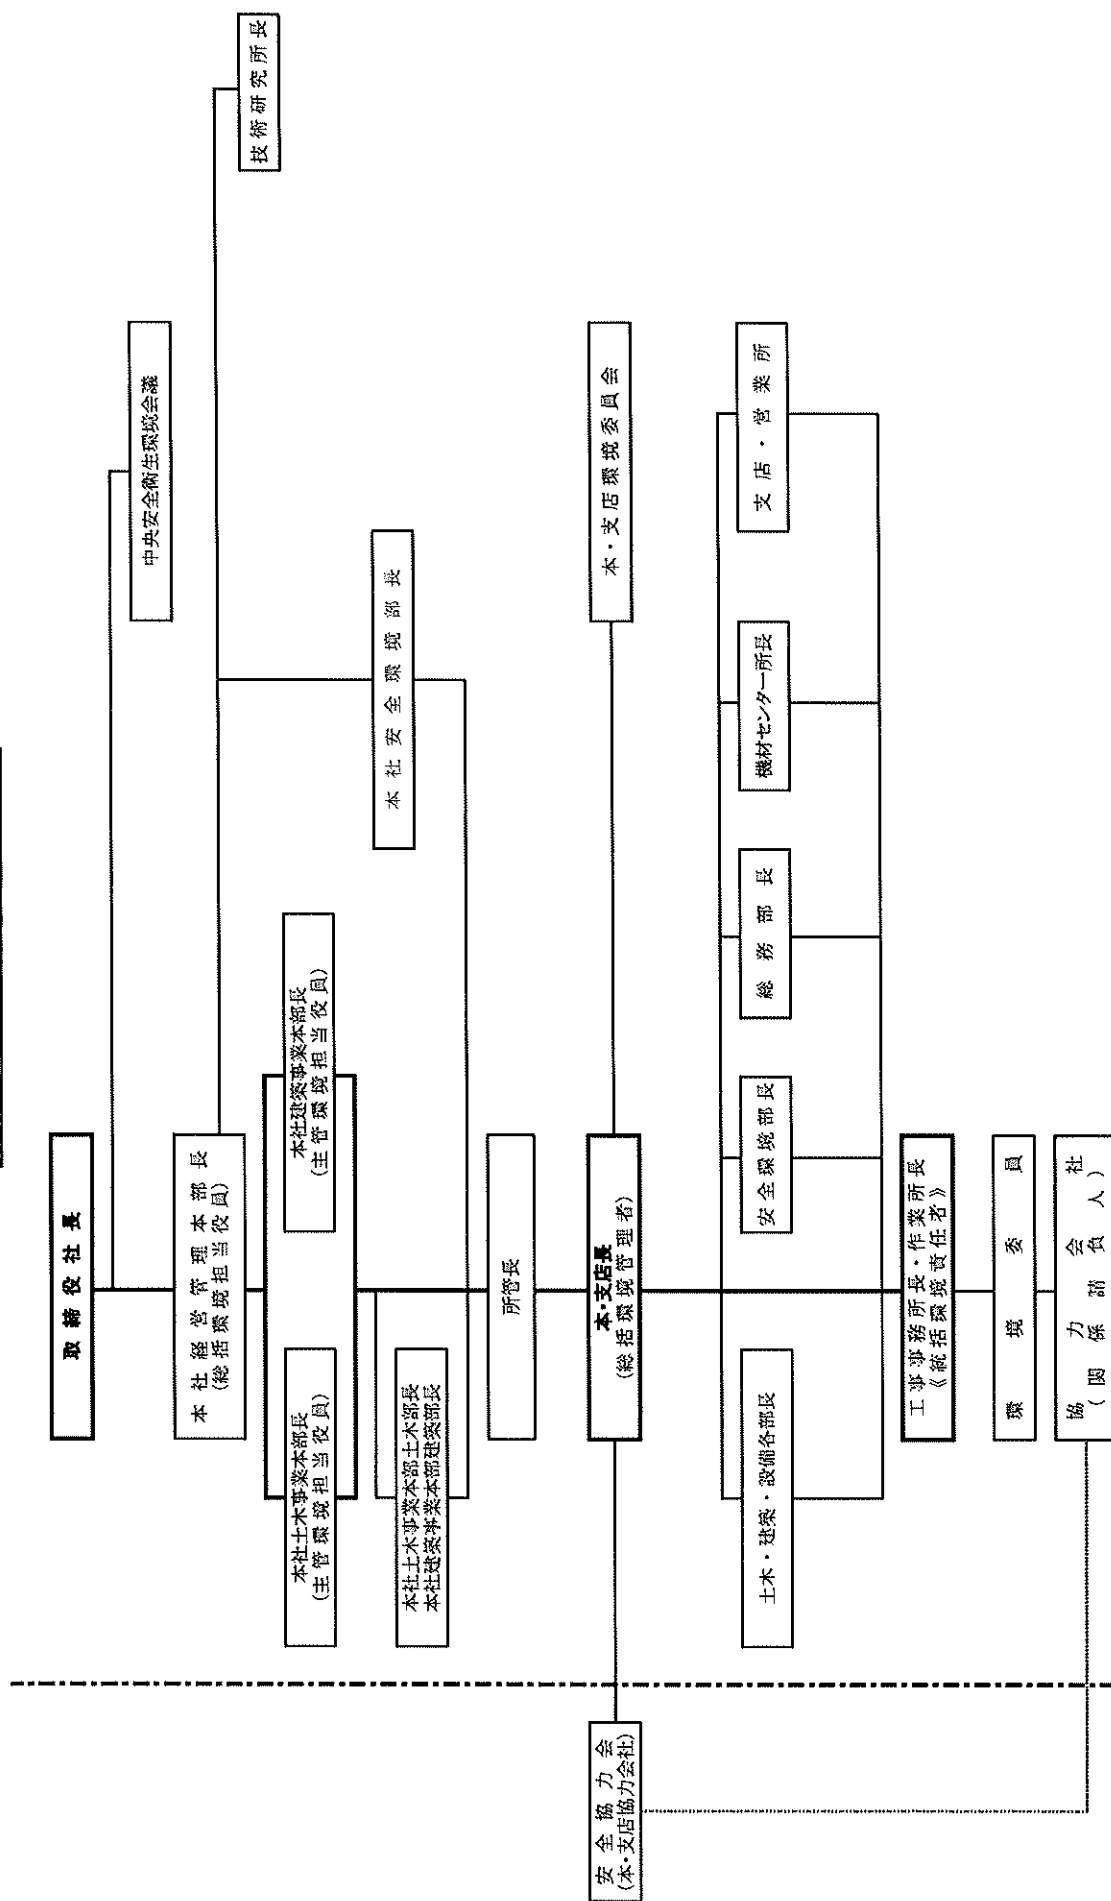 取締役社長
中央安全衛生環境会議
本社経営管理本部長
(総括環境担当役員)
技術研究所長
本社土木事業本部長
(主管環境担当役員)
本社建築事業本部長
(主管環境担当役員)
本社安全環境部長
本社土木事業本部土木部長
本社建築事業本部建築部長
所管長
安全協力会
(本・支店協力会社)
本・支店長
(総括環境管理者)
本・支店環境委員会
土木・建築・設備各部長
安全環境部長
総務部長
機材センター所長
支店・営業所
工事事務所長・作業所長
《統括環境責任者》
環境委員
協力会社
(関係請負人)